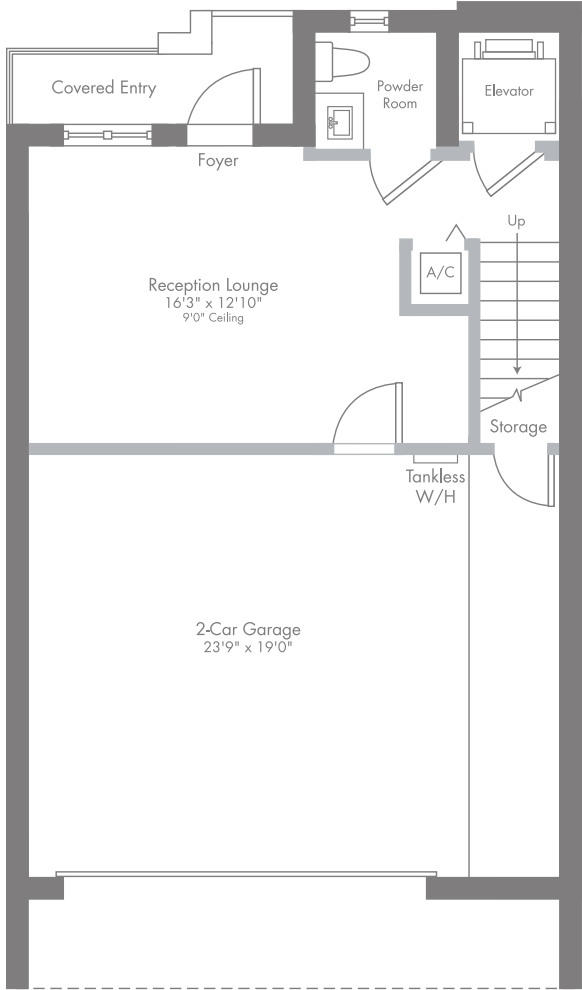 Covered Entry
Powder
Room
Elevator
Foyer
Up
A/C
Reception Lounge
16'3" x 12'10"
9'0" Ceiling
Storage
Tankless
W/H
2-Car Garage
23'9" x 19'0"